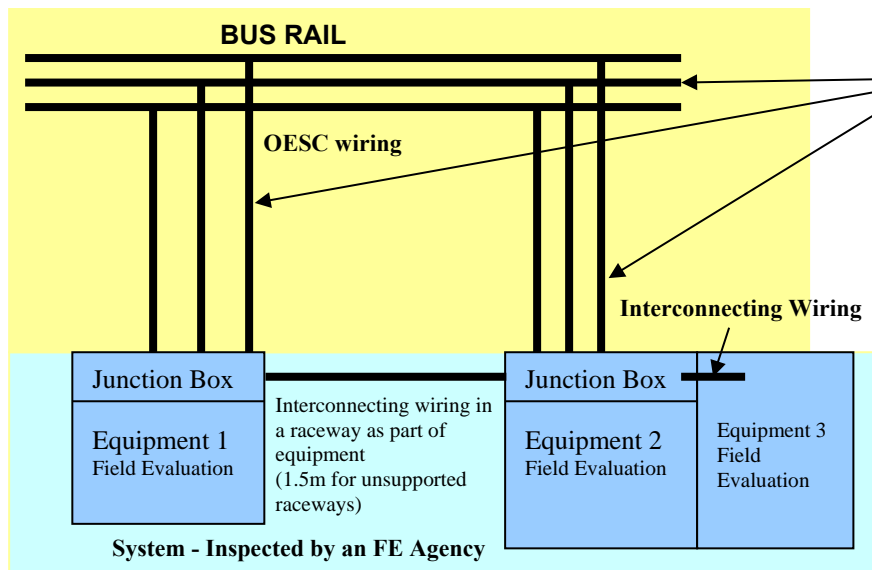 BUS RAIL
OESC wiring
Interconnecting Wiring
Junction Box
Equipment 1
Field Evaluation
Interconnecting wiring in
a raceway as part of
equipment
(1.5m for unsupported
raceways)
Junction Box
Equipment 2
Field Evaluation
Equipment 3
Field
Evaluation
System - Inspected by an FE Agency